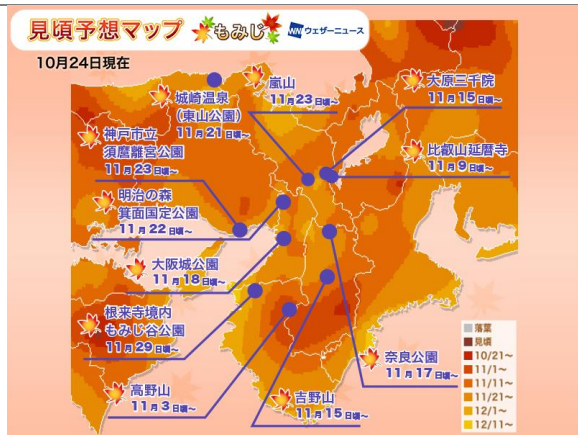 見頃予想マップ もみじ WN ウェザーニュース
10月24日現在
嵐山
11月23日頃～
大原三千院
11月15日頃～
城崎温泉
（東山公園）
11月21日頃～
神戸市立
須磨離宮公園
11月23日頃～
比叡山延暦寺
11月9日頃～
明治の森
箕面国定公園
11月22日頃～
大阪城公園
11月18日頃～
根来寺境内
もみじ谷公園
11月29日頃～
高野山
11月3日頃～
吉野山
11月15日頃～
奈良公園
11月17日頃～
落葉
見頃
10/21～
11/1～
11/11～
11/21～
12/1～
12/11～